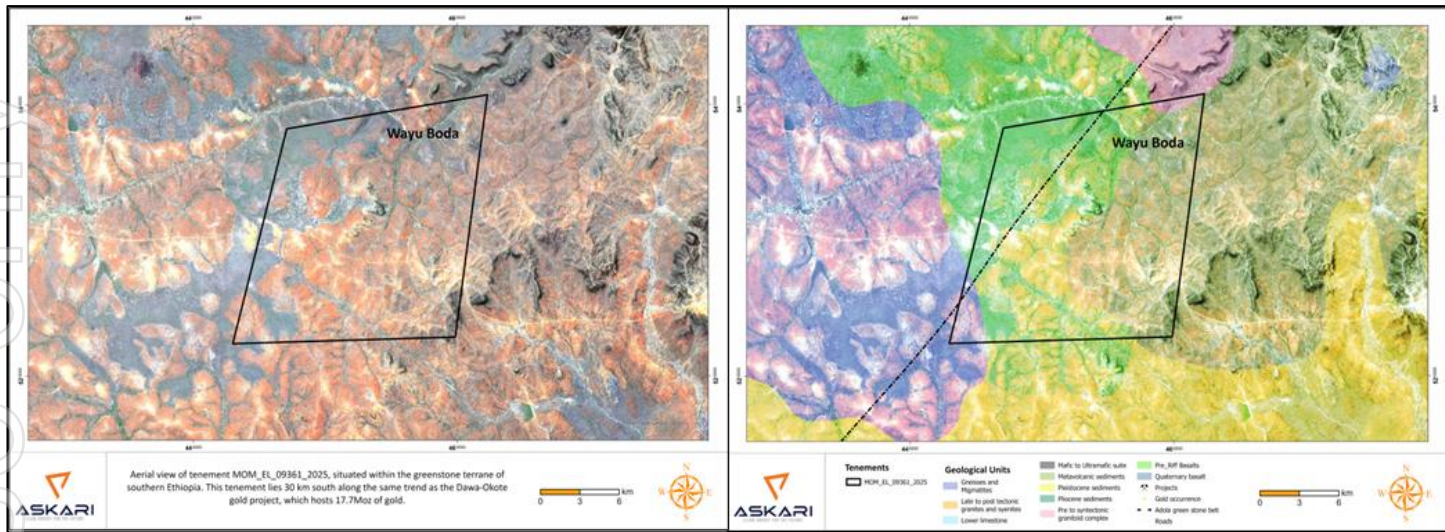 Wayu Boda
ASKARI
Aerial view of tenement MOM_EL_09361_2025, situated within the greenstone terrane of
southern Ethiopia. This tenement lies 30 km south along the same trend as the Dawa-Okote
gold project, which hosts 17.7Moz of gold.
0 3 6 km
N
W E
S
Wayu Boda
ASKARI
Tenements
MOM_EL_09361_2025
Geological Units
Gneisses and
Migmatites
Late to post tectonic
granites and syenites
Lower limestone
Mafic to Ultramafic suite
Metavolcanic sediments
Pleistocene sediments
Pliocene sediments
Pre to syntectonic
granitoid complex
Pre_Rift Basalts
Quaternary basalt
Projects
Gold occurrence
Adola green stone belt
Roads
0 3 6 km
N
W E
S